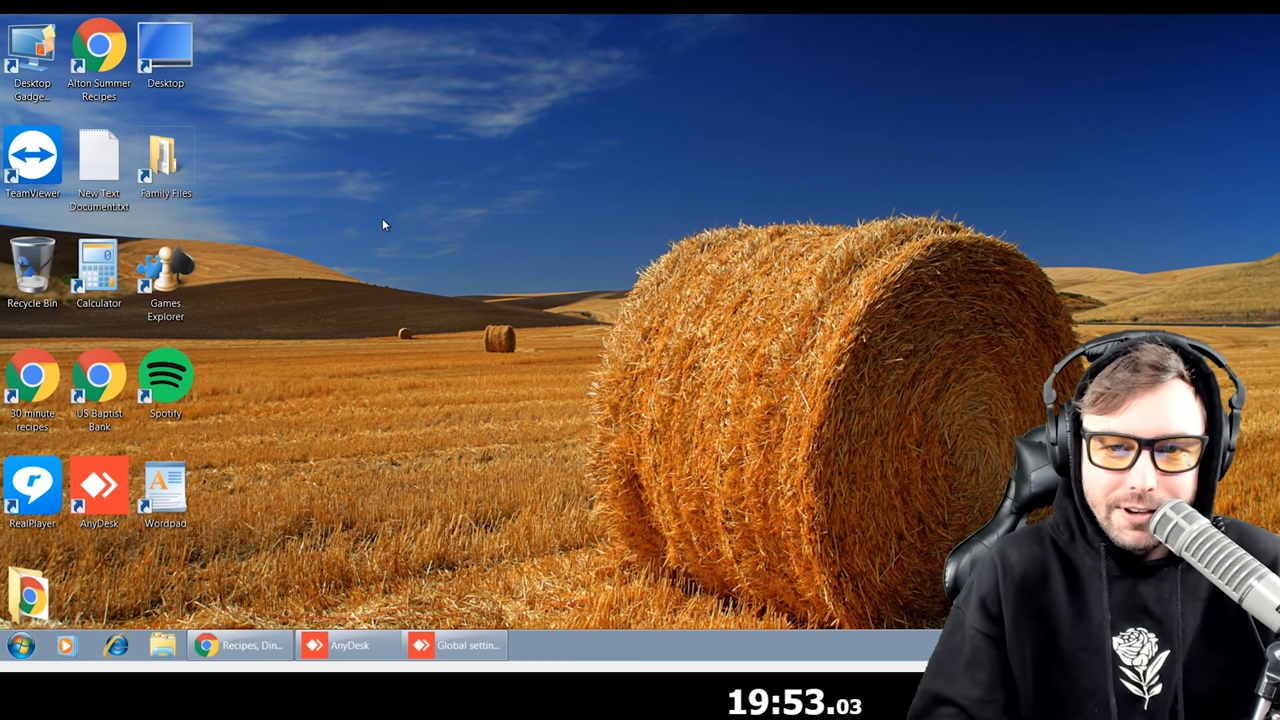 Desktop
Gadge...
Alton Summer
Recipes
Desktop
TeamViewer
New Text
Document.txt
Family Files
Recycle Bin
Calculator
Games
Explorer
30 minute
recipes
US Baptist
Bank
Spotify
RealPlayer
AnyDesk
Wordpad
Recipes, Din...
AnyDesk
Global settin...
19:53.03